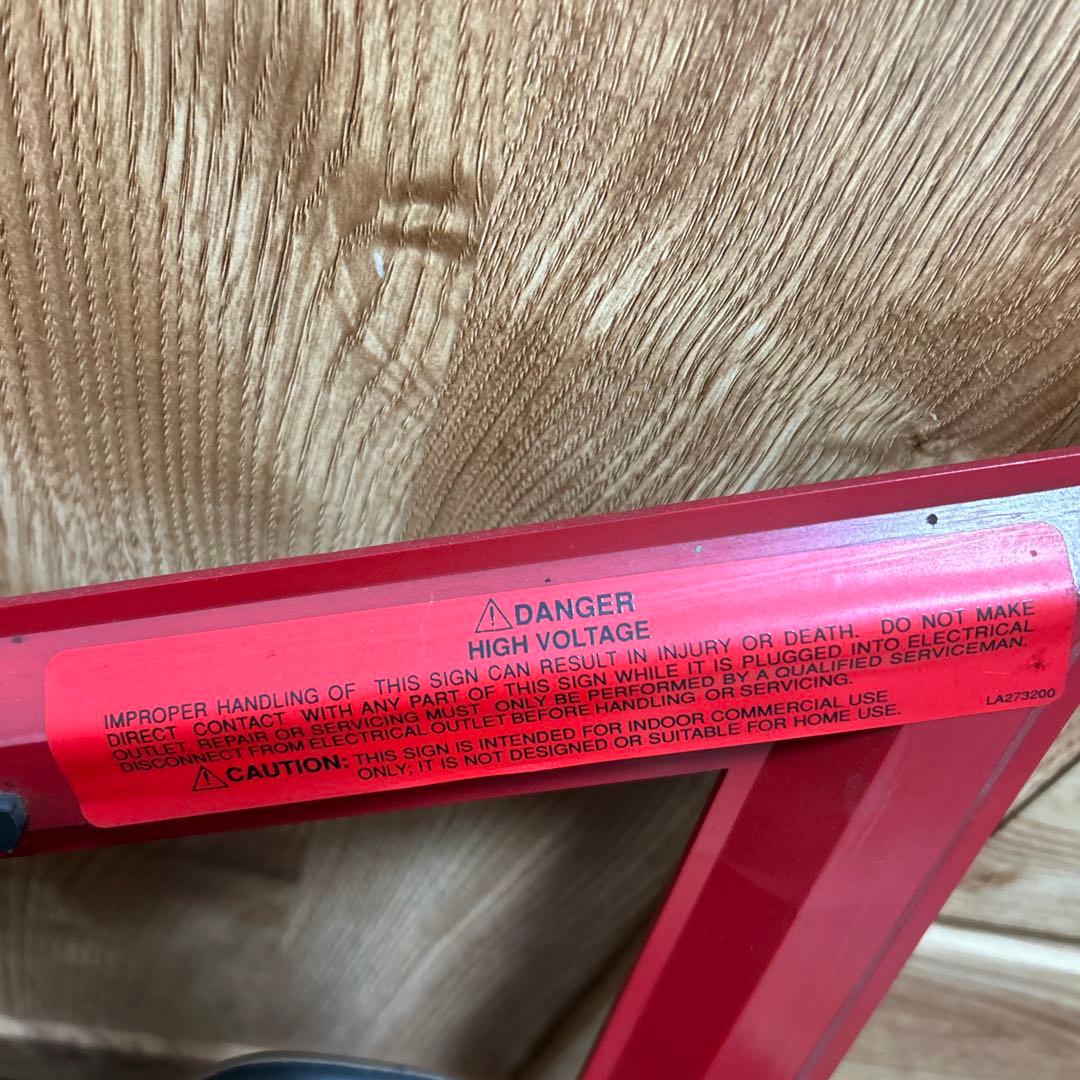 ⚠DANGER
HIGH VOLTAGE
IMPROPER HANDLING OF THIS SIGN CAN RESULT IN INJURY OR DEATH. DO NOT MAKE
DIRECT CONTACT WITH ANY PART OF THIS SIGN WHILE IT IS PLUGGED INTO ELECTRICAL
OUTLET, REPAIR OR SERVICING MUST ONLY BE PERFORMED BY A QUALIFIED SERVICEMAN.
DISCONNECT FROM ELECTRICAL OUTLET BEFORE HANDLING OR SERVICING.
⚠CAUTION: THIS SIGN IS INTENDED FOR INDOOR COMMERCIAL USE
ONLY; IT IS NOT DESIGNED OR SUITABLE FOR HOME USE.
LA273200